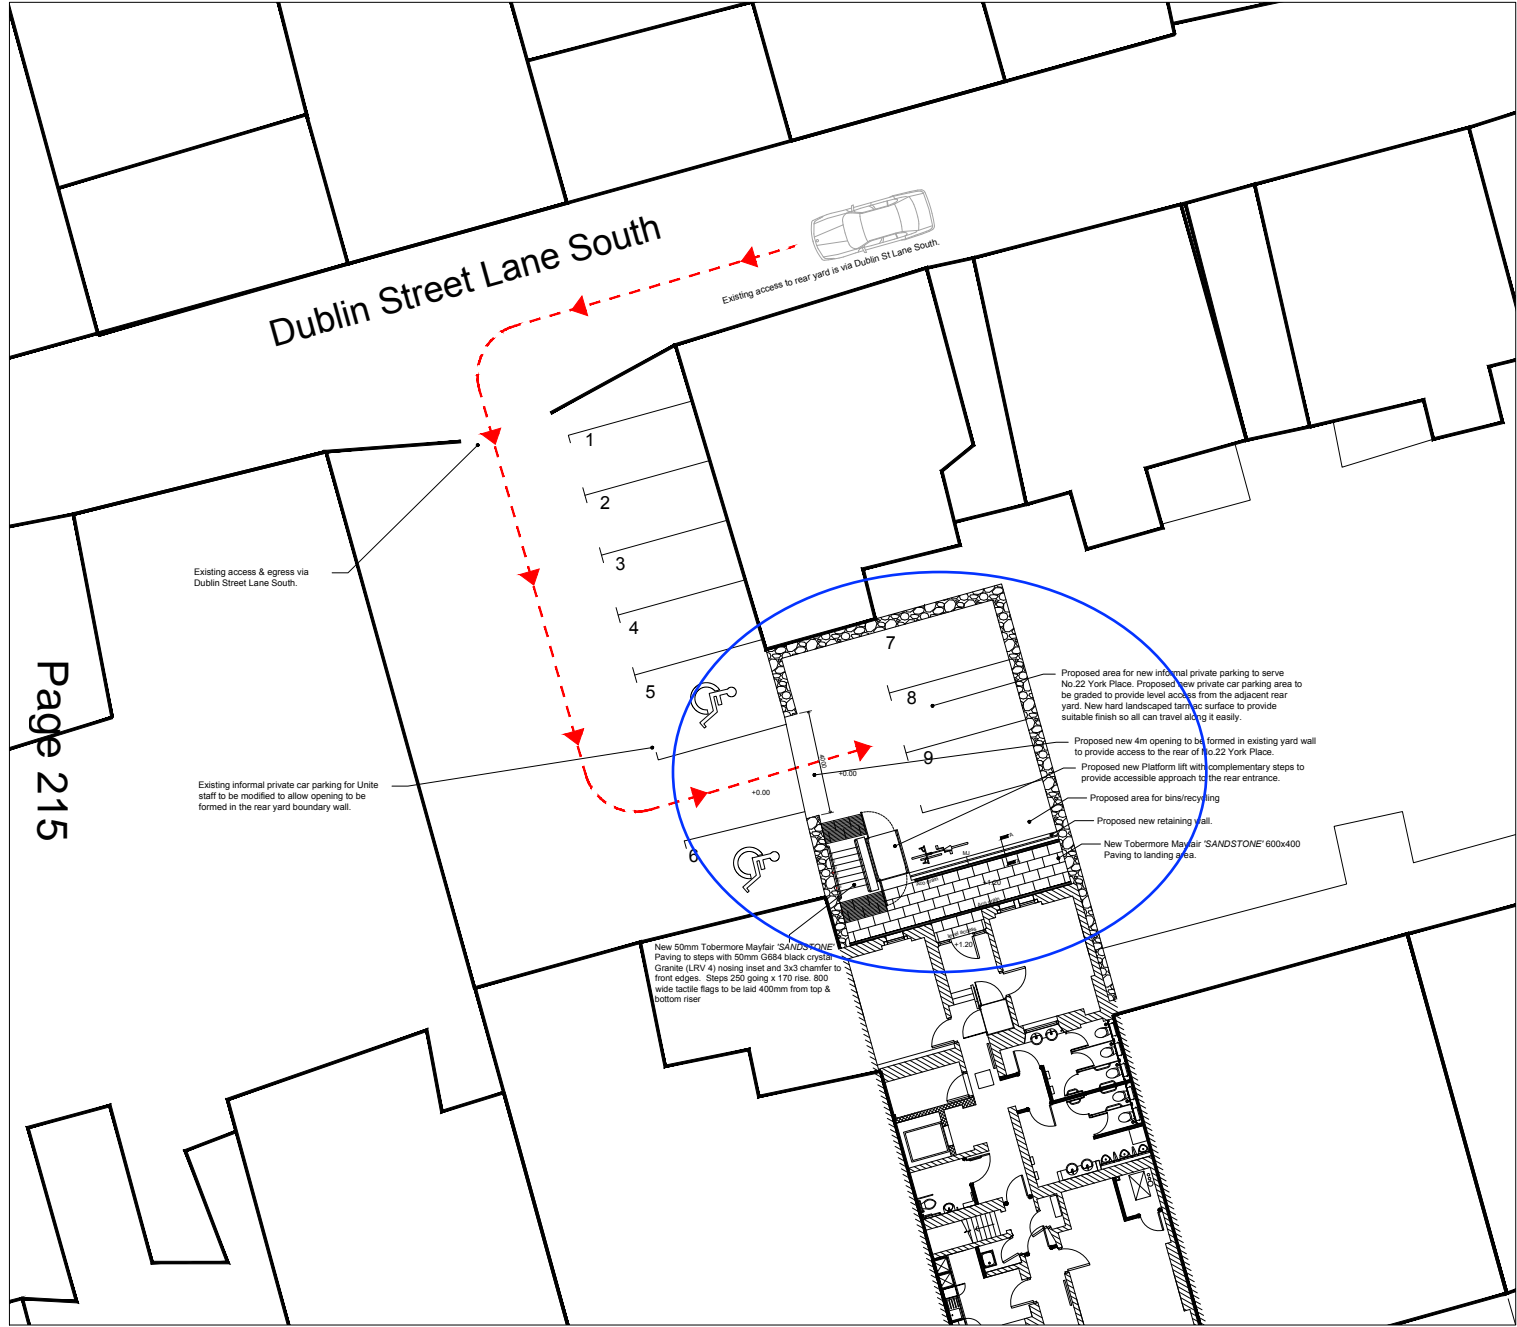 Dublin Street Lane South
Existing access to rear yard is via Dublin St Lane South.
1
2
3
4
5
6
7
8
9
Existing access & egress via
Dublin Street Lane South.
Page 215
Existing informal private car parking for Unite
staff to be modified to allow opening to be
formed in the rear yard boundary wall.
Proposed area for new informal private parking to serve
No.22 York Place. Proposed new private car parking area to
be graded to provide level access from the adjacent rear
yard. New hard landscaped tarmac surface to provide
suitable finish so all can travel along it easily.
Proposed new 4m opening to be formed in existing yard wall
to provide access to the rear of No.22 York Place.
Proposed new Platform lift with complementary steps to
provide accessible approach to the rear entrance.
Proposed area for bins/recycling
Proposed new retaining wall.
New Tobermore Mayfair 'SANDSTONE' 600x400
Paving to landing area.
4000
+0.00
+0.00
+1.20
+1.20
New 50mm Tobermore Mayfair 'SANDSTONE'
Paving to steps with 50mm G684 black crystal
Granite (LRV 4) nosing inset and 3x3 chamfer to
front edges. Steps 250 going x 170 rise. 800
wide tactile flags to be laid 400mm from top &
bottom riser